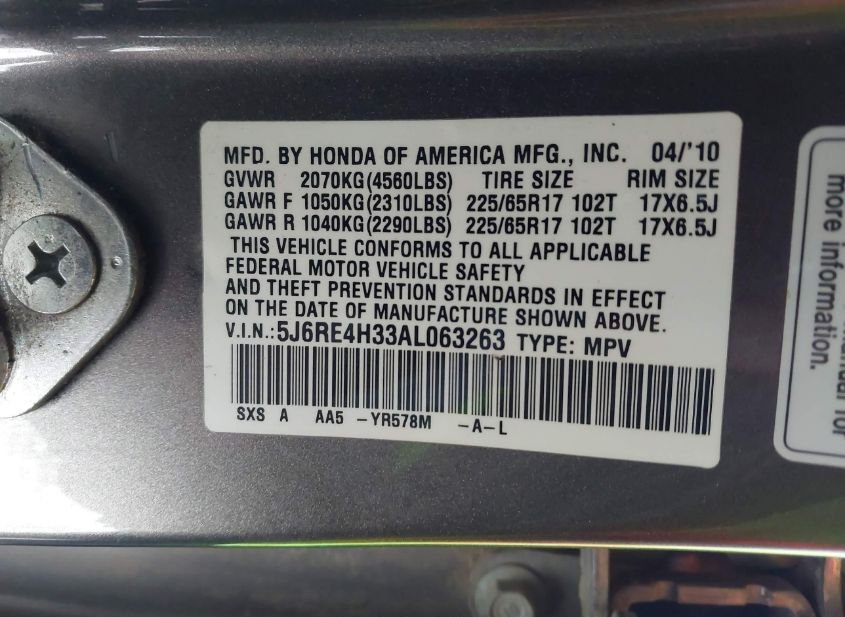 MFD. BY HONDA OF AMERICA MFG., INC. 04/'10
GVWR 2070KG(4560LBS) TIRE SIZE RIM SIZE
GAWR F 1050KG(2310LBS) 225/65R17 102T 17X6.5J
GAWR R 1040KG(2290LBS) 225/65R17 102T 17X6.5J
THIS VEHICLE CONFORMS TO ALL APPLICABLE
FEDERAL MOTOR VEHICLE SAFETY
AND THEFT PREVENTION STANDARDS IN EFFECT
ON THE DATE OF MANUFACTURE SHOWN ABOVE.
V.I.N.:5J6RE4H33AL063263 TYPE: MPV
SXS A AA5 -YR578M -A-L
for
more information.